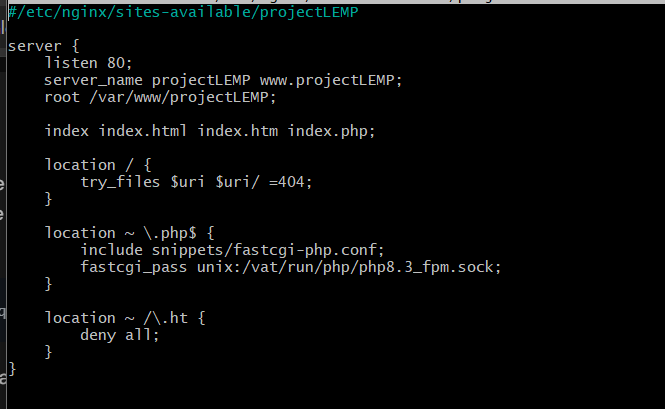 #/etc/nginx/sites-available/projectLEMP
server {
listen 80;
server_name projectLEMP www.projectLEMP;
root /var/www/projectLEMP;
index index.html index.htm index.php;
location / {
try_files $uri $uri/ =404;
}
location ~ \.php$ {
include snippets/fastcgi-php.conf;
fastcgi_pass unix:/vat/run/php/php8.3_fpm.sock;
}
location ~ /\.ht {
deny all;
}
}